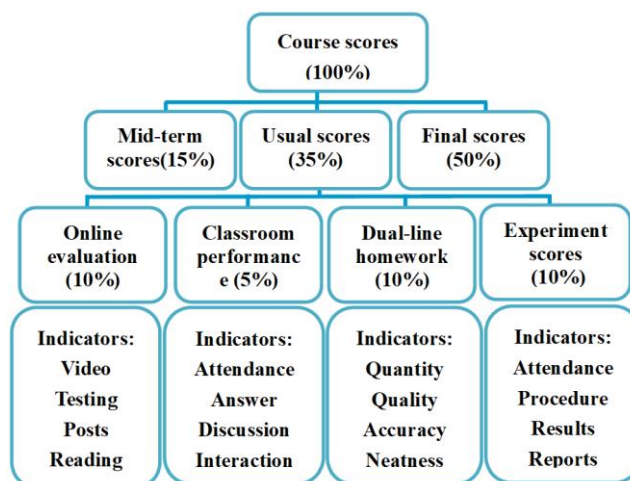 Course scores
(100%)
Mid-term
scores(15%)
Usual scores
(35%)
Final scores
(50%)
Online
evaluation
(10%)
Classroom
performanc
e (5%)
Dual-line
homework
(10%)
Experiment
scores
(10%)
Indicators:
Video
Testing
Posts
Reading
Indicators:
Attendance
Answer
Discussion
Interaction
Indicators:
Quantity
Quality
Accuracy
Neatness
Indicators:
Attendance
Procedure
Results
Reports